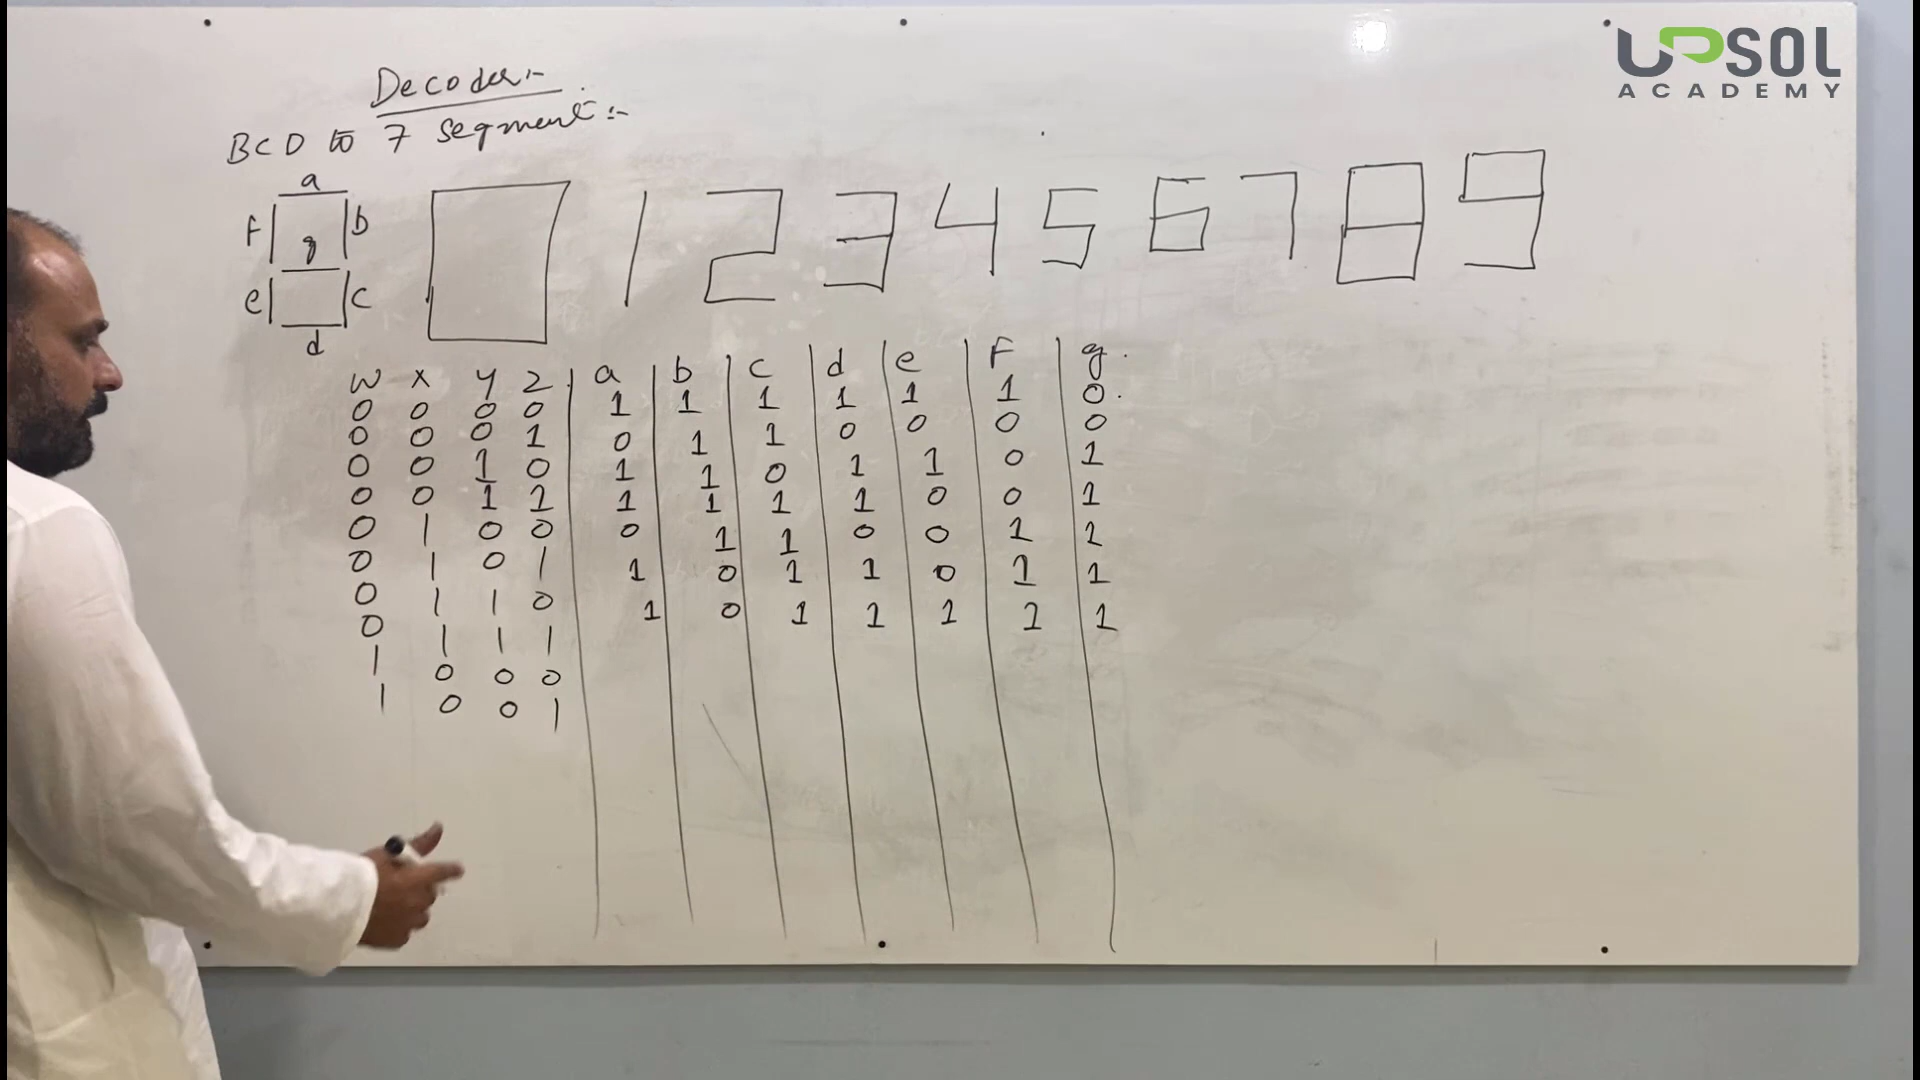 UPSOL
ACADEMY
Decoder:-
BCD to 7 segment:-
a
F g b
e c
d
0 1 2 3 4 5 6 7 8 9
w x y z a b c d e F g
0 0 0 0 1 1 1 1 1 1 0
0 0 0 1 0 1 1 0 0 0 0
0 0 1 0 1 1 0 1 1 0 1
0 0 1 1 1 1 1 1 0 0 1
0 1 0 0 0 1 1 0 0 1 1
0 1 0 1 1 0 1 1 0 1 1
0 1 1 0 1 0 1 1 1 1 1
0 1 1 1
1 0 0 0
1 0 0 1